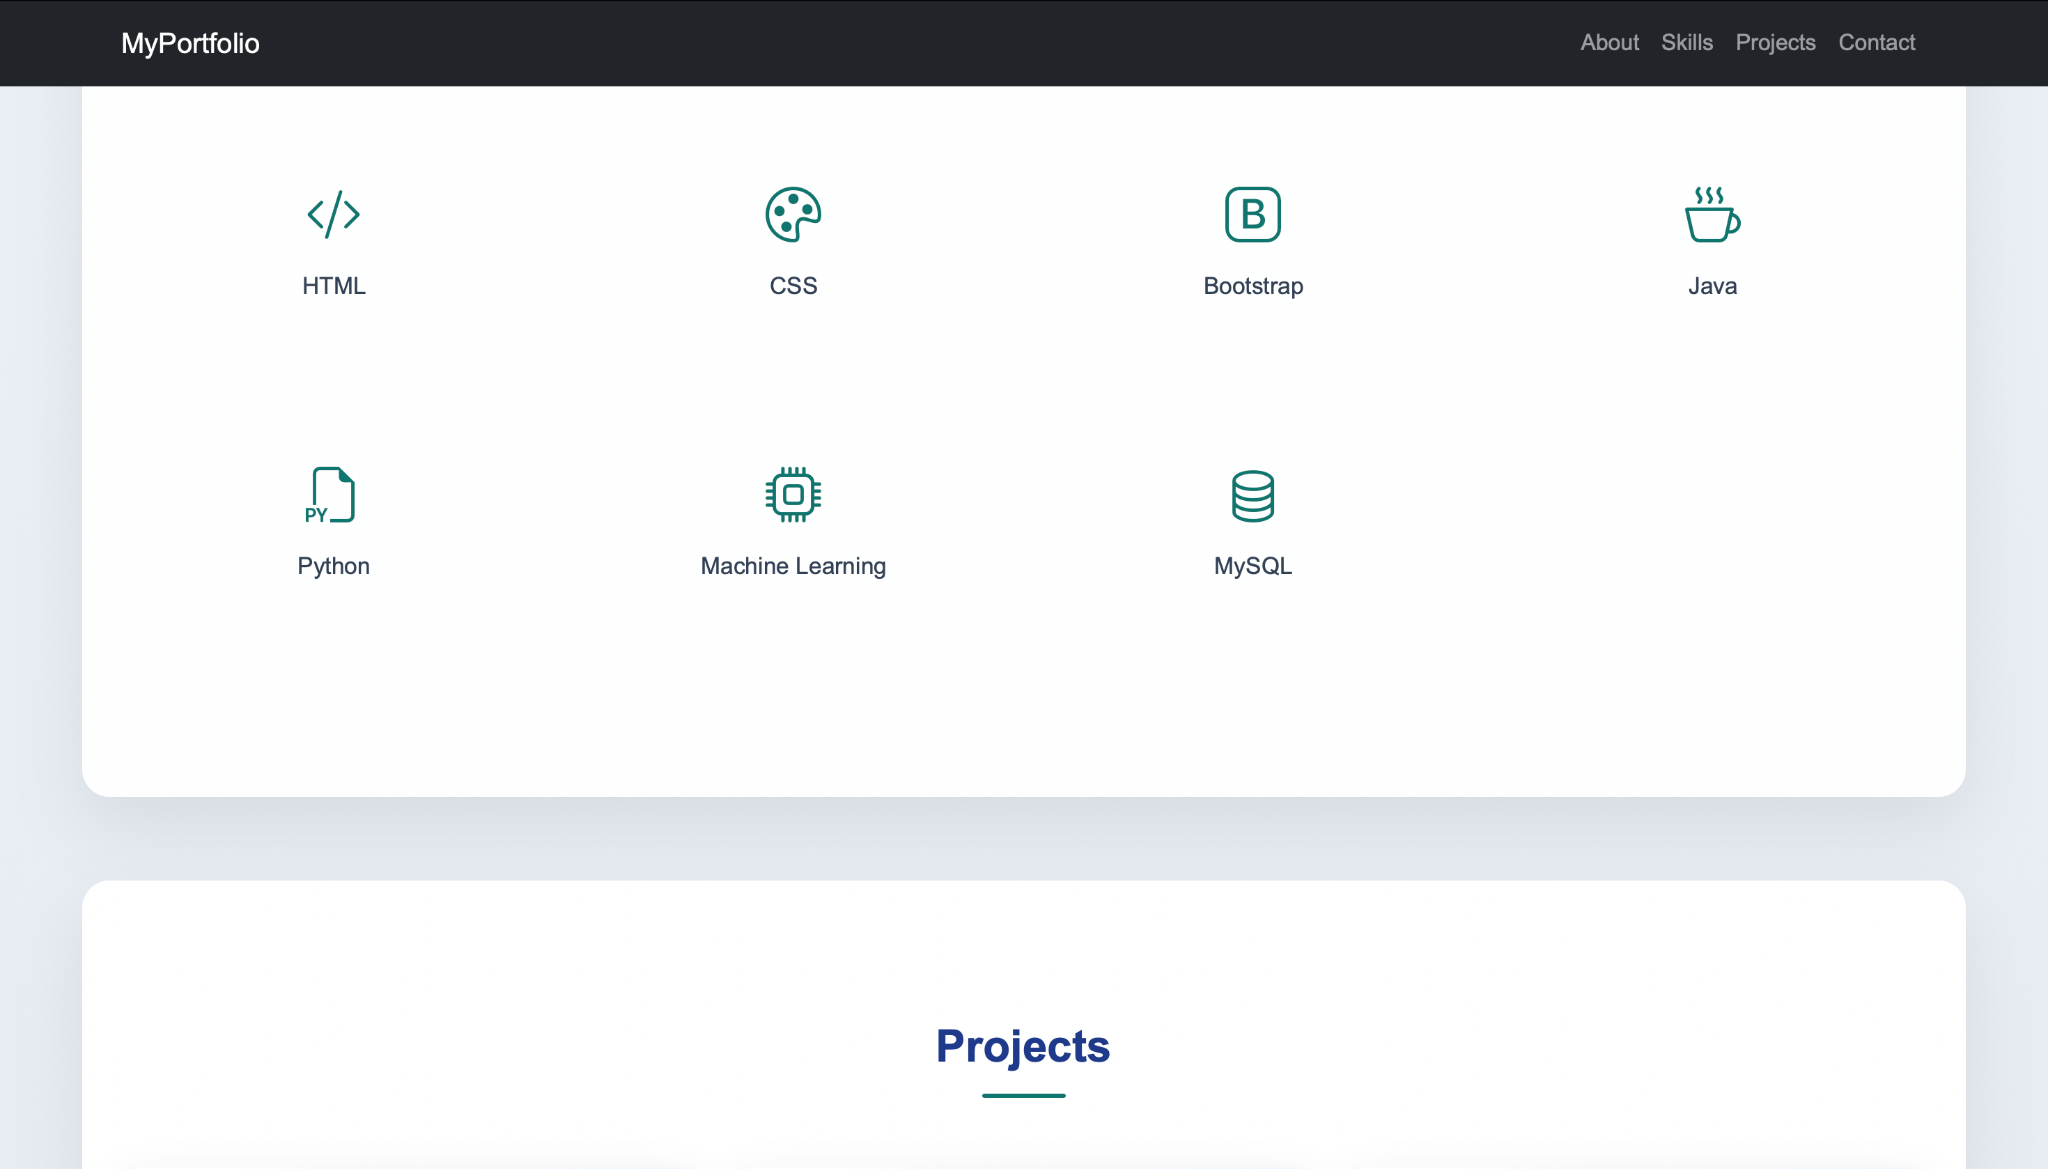 MyPortfolio
About Skills Projects Contact
B
HTML CSS Bootstrap Java
PY
Python Machine Learning MySQL
Projects